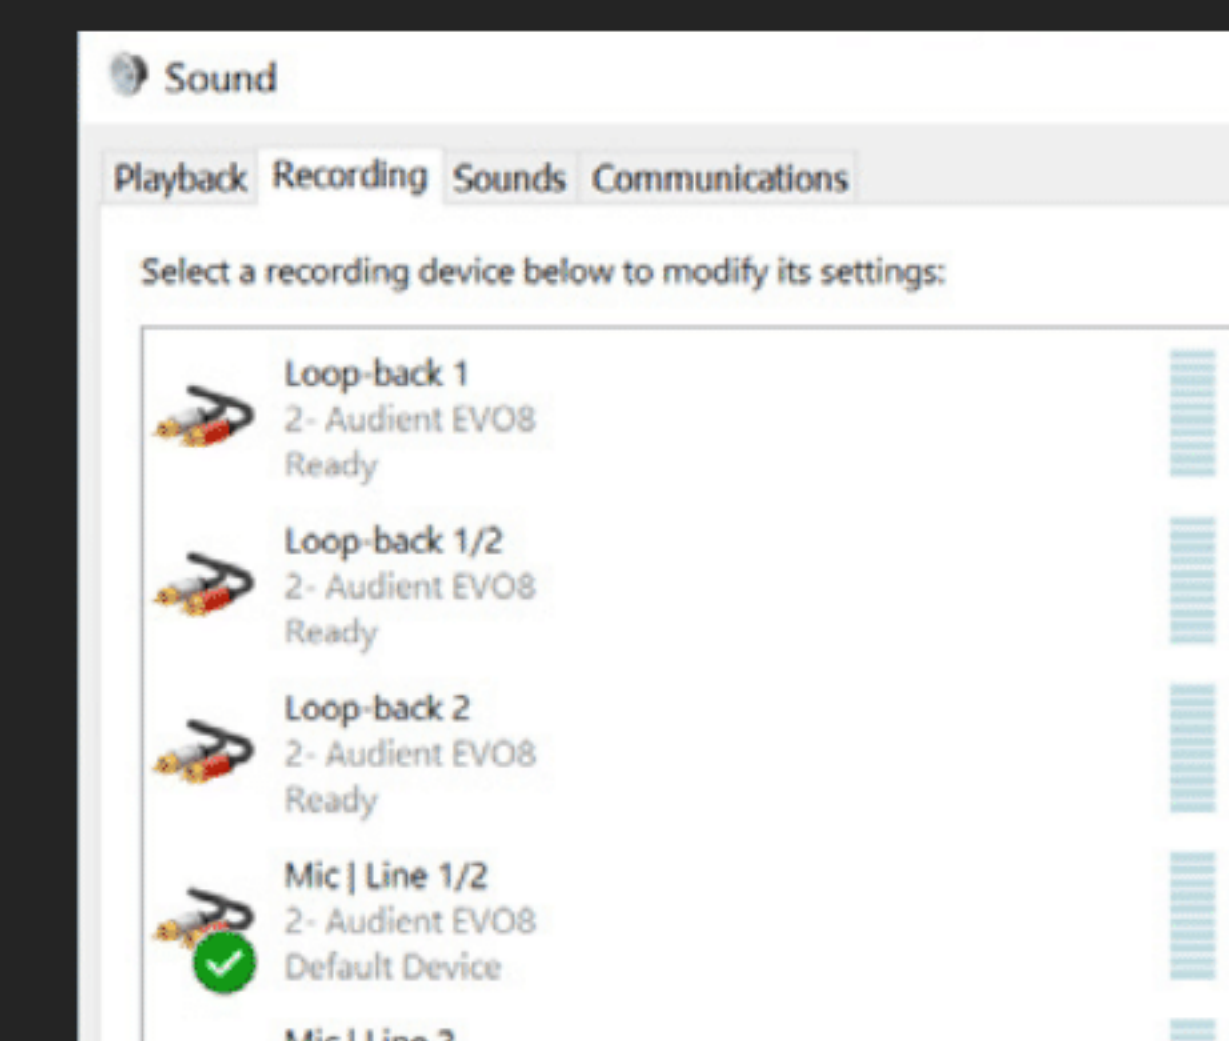 Sound
Playback Recording Sounds Communications
Select a recording device below to modify its settings:
Loop-back 1
2- Audient EVO8
Ready
Loop-back 1/2
2- Audient EVO8
Ready
Loop-back 2
2- Audient EVO8
Ready
Mic | Line 1/2
2- Audient EVO8
Default Device
Mic | Line